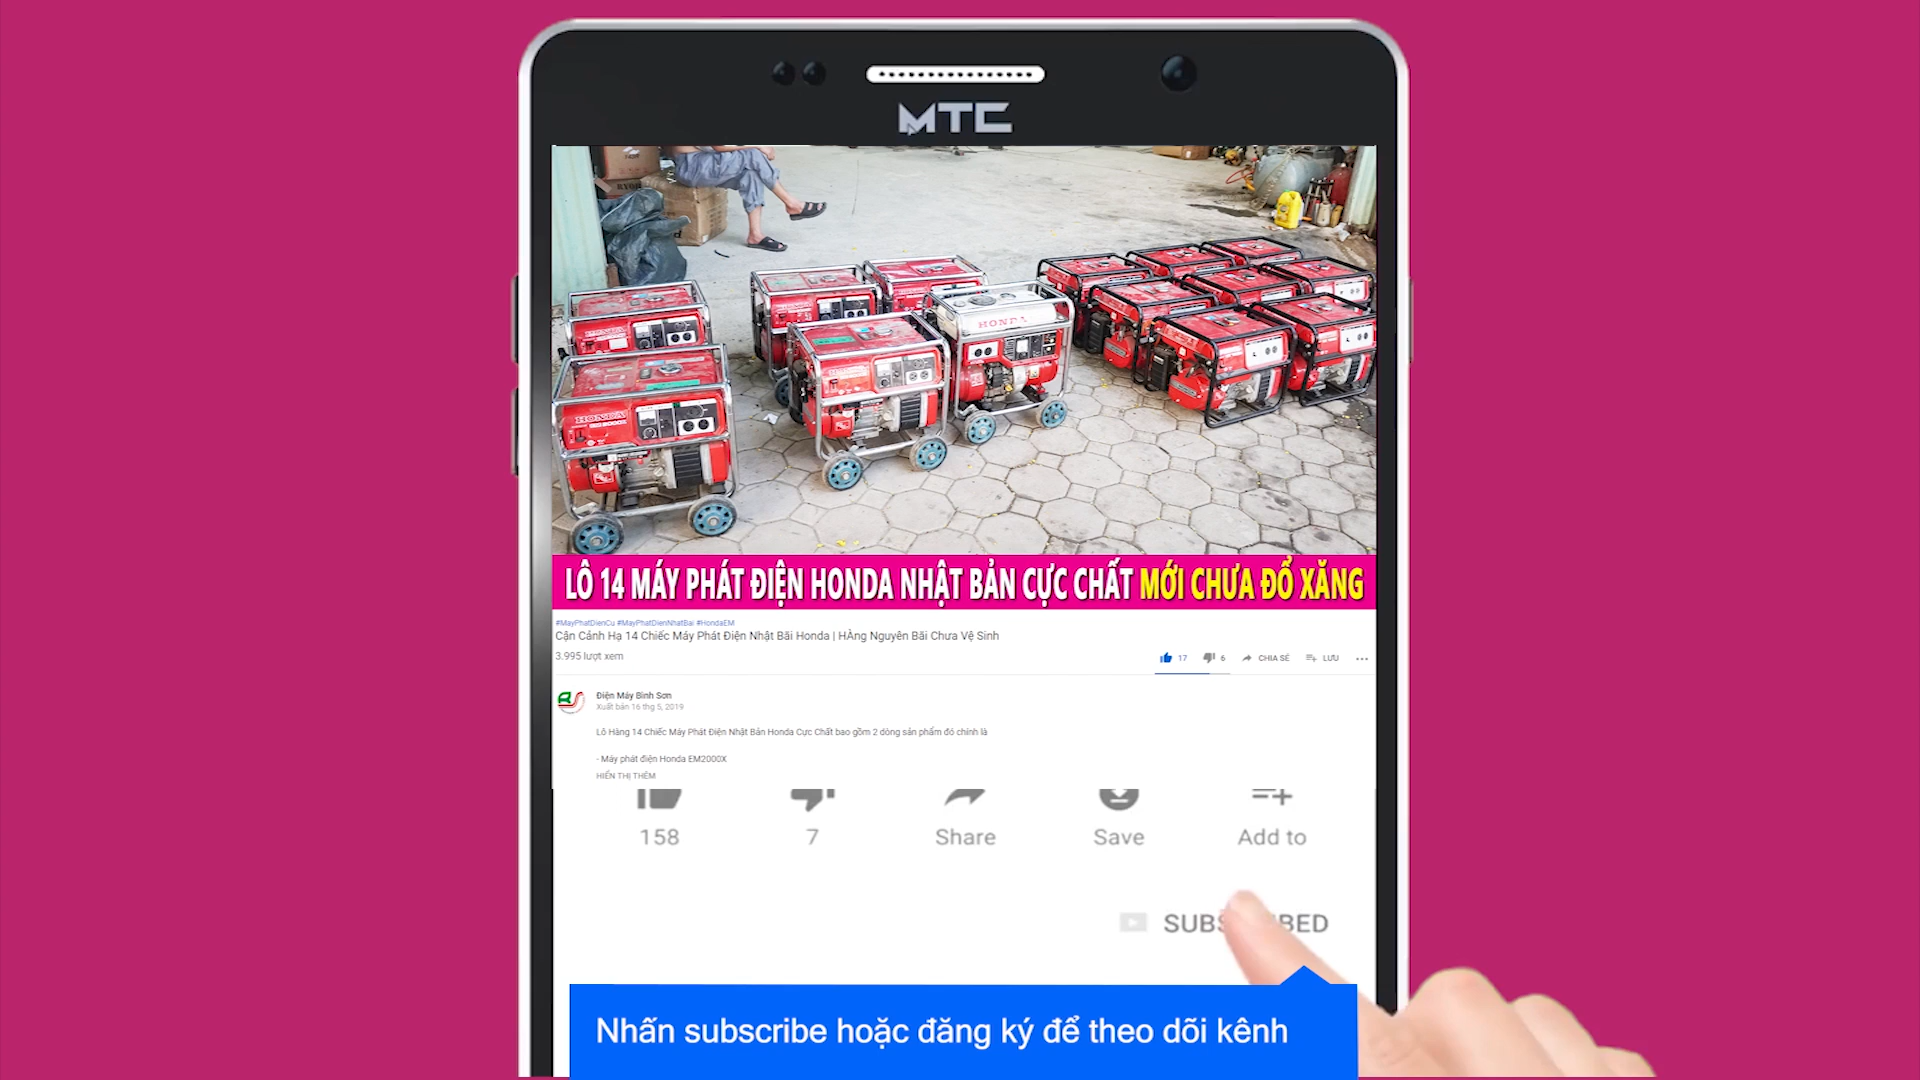 MTC
HONDA
HONDA
LÔ 14 MÁY PHÁT ĐIỆN HONDA NHẬT BẢN CỰC CHẤT MỚI CHƯA ĐỔ XĂNG
#MayPhatDienCu #MayPhatDienNhatBai #HondaEM
Cận Cảnh Hạ 14 Chiếc Máy Phát Điện Nhật Bãi Honda | HÀng Nguyên Bãi Chưa Vệ Sinh
3.995 lượt xem
17 6 CHIA SẺ LƯU
Điện Máy Bình Sơn
Xuất bản 16 thg 5, 2019
Lô Hàng 14 Chiếc Máy Phát Điện Nhật Bản Honda Cực Chất bao gồm 2 dòng sản phẩm đó chính là
- Máy phát điện Honda EM2000X
HIỂN THỊ THÊM
158 7 Share Save Add to
Nhấn subscribe hoặc đăng ký để theo dõi kênh